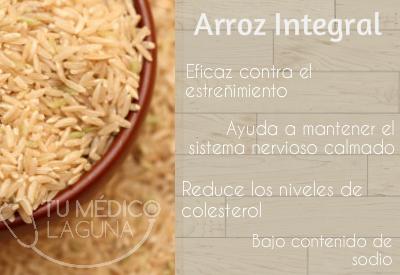 Arroz Integral
Eficaz contra el
estreñimiento
Ayuda a mantener el
sistema nervioso calmado
Reduce los niveles de
colesterol
Bajo contenido de
sodio
TU MÉDICO
LAGUNA